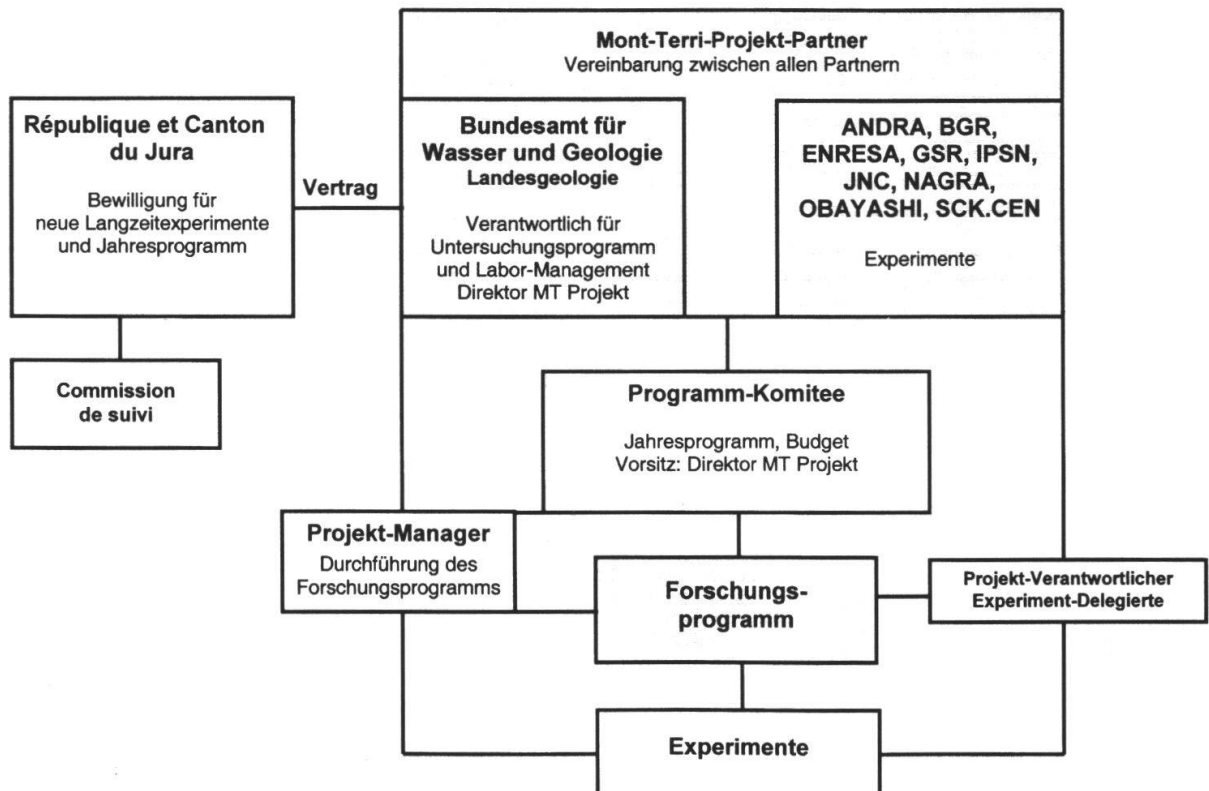 Mont-Terri-Projekt-Partner
Vereinbarung zwischen allen Partnern
République et Canton
du Jura
Bewilligung für
neue Langzeitexperimente
und Jahresprogramm
Vertrag
Bundesamt für
Wasser und Geologie
Landesgeologie
Verantwortlich für
Untersuchungsprogramm
und Labor-Management
Direktor MT Projekt
ANDRA, BGR,
ENRESA, GSR, IPSN,
JNC, NAGRA,
OBAYASHI, SCK.CEN
Experimente
Commission
de suivi
Programm-Komitee
Jahresprogramm, Budget
Vorsitz: Direktor MT Projekt
Projekt-Manager
Durchführung des
Forschungsprogramms
Forschungs-
programm
Projekt-Verantwortlicher
Experiment-Delegierte
Experimente